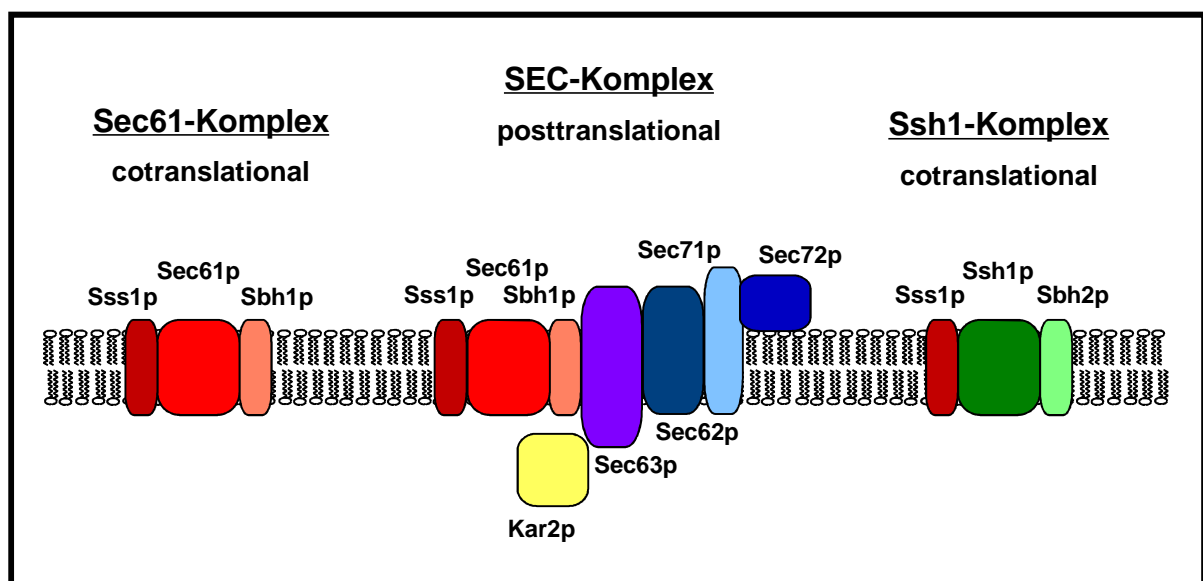 Sec61-Komplex
cotranslational
SEC-Komplex
posttranslational
Ssh1-Komplex
cotranslational
Sec61p
Sss1p
Sbh1p
Sec61p
Sss1p
Sbh1p
Sec71p
Sec72p
Sec62p
Sec63p
Kar2p
Ssh1p
Sss1p
Sbh2p